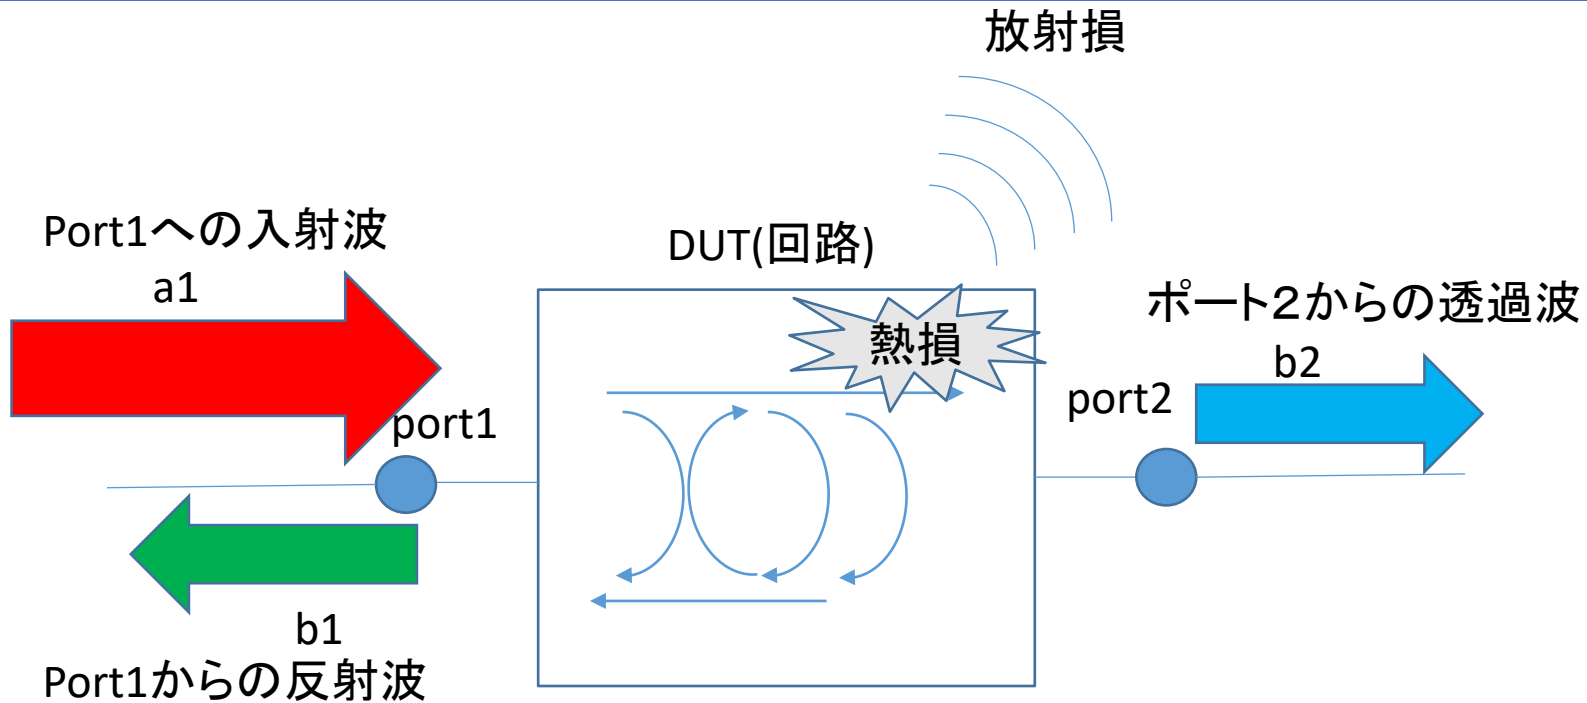 放射損
Port1への入射波
a1
DUT(回路)
熱損
ポート２からの透過波
b2
port1
port2
b1
Port1からの反射波